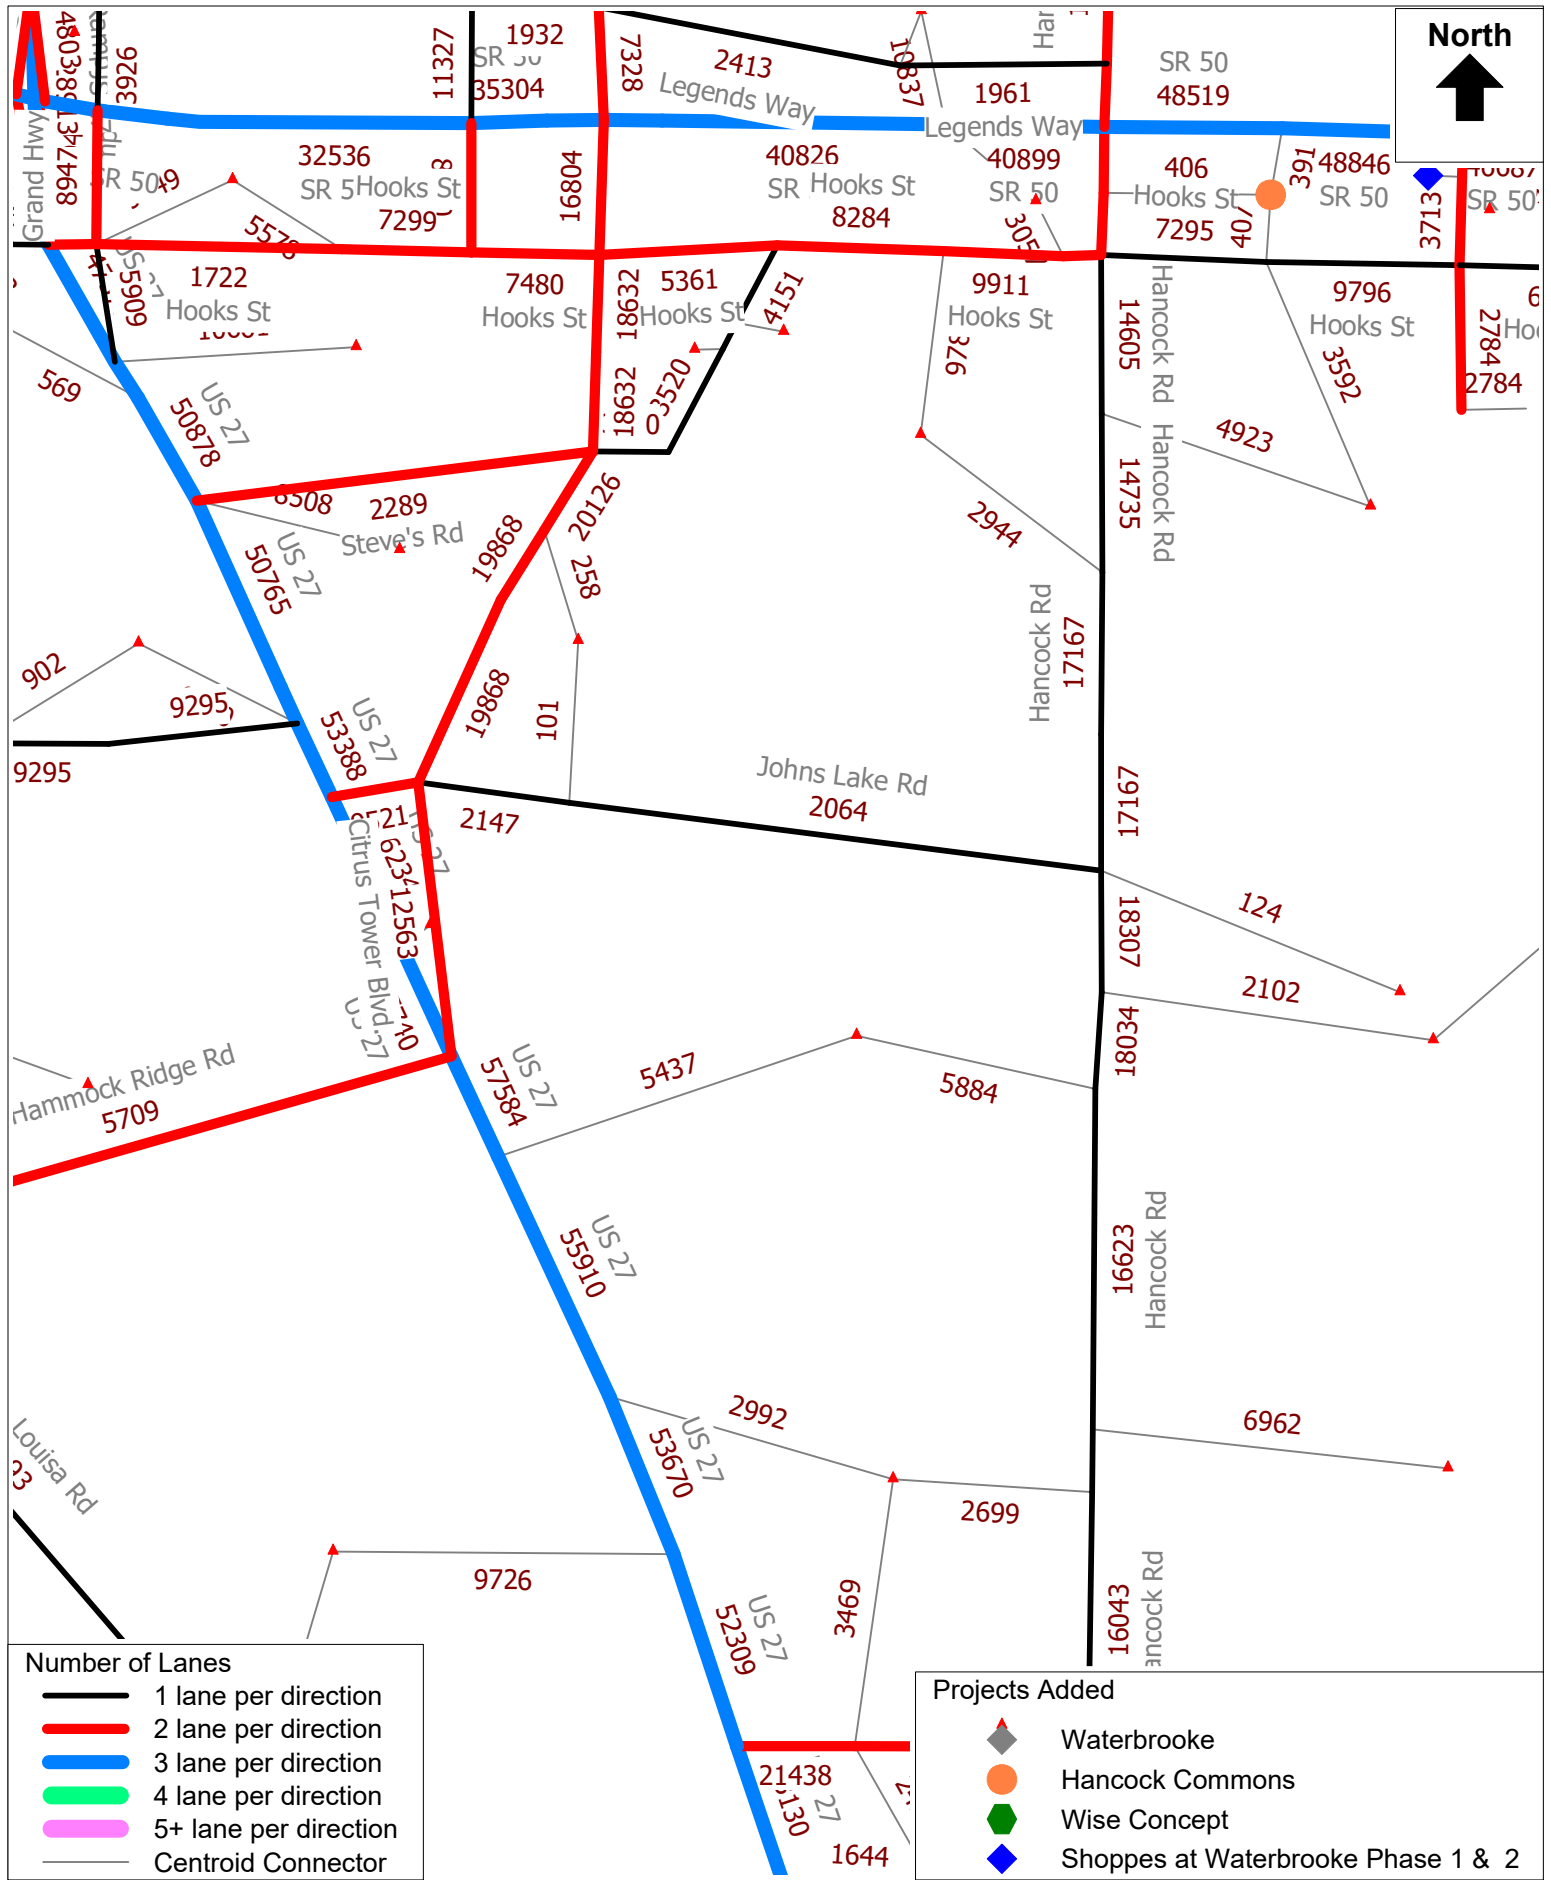 North
3926
11327
1932
35304
7328
2413
Legends Way
1961
Legends Way
SR 50
48519
Grand Hwy
8947
SR 50
32536
Hooks St
7299
16804
40826
SR
Hooks St
8284
40899
SR 50
406
Hooks St
7295
391
48846
SR 50
3713
SR 50
5909
1722
Hooks St
7480
Hooks St
18632
5361
Hooks St
4151
9911
Hooks St
14605
Hancock Rd
9796
Hooks St
2784
2784
3592
569
50878
US 27
18632
3520
4923
14735
Hancock Rd
2944
2289
Steve's Rd
50765
US 27
19868
20126
258
902
9295
9295
53388
US 27
19868
101
Hancock Rd
17167
17197
Johns Lake Rd
2064
2147
Citrus Tower Blvd
12563
18307
124
2102
18034
Hammock Ridge Rd
5709
57584
US 27
5437
5884
55910
US 27
16623
Hancock Rd
2992
53670
US 27
6962
2699
Louisa Rd
9726
3469
52309
US 27
16043
21438
1644
Number of Lanes
1 lane per direction
2 lane per direction
3 lane per direction
4 lane per direction
5+ lane per direction
Centroid Connector
Projects Added
Waterbrooke
Hancock Commons
Wise Concept
Shoppes at Waterbrooke Phase 1 & 2